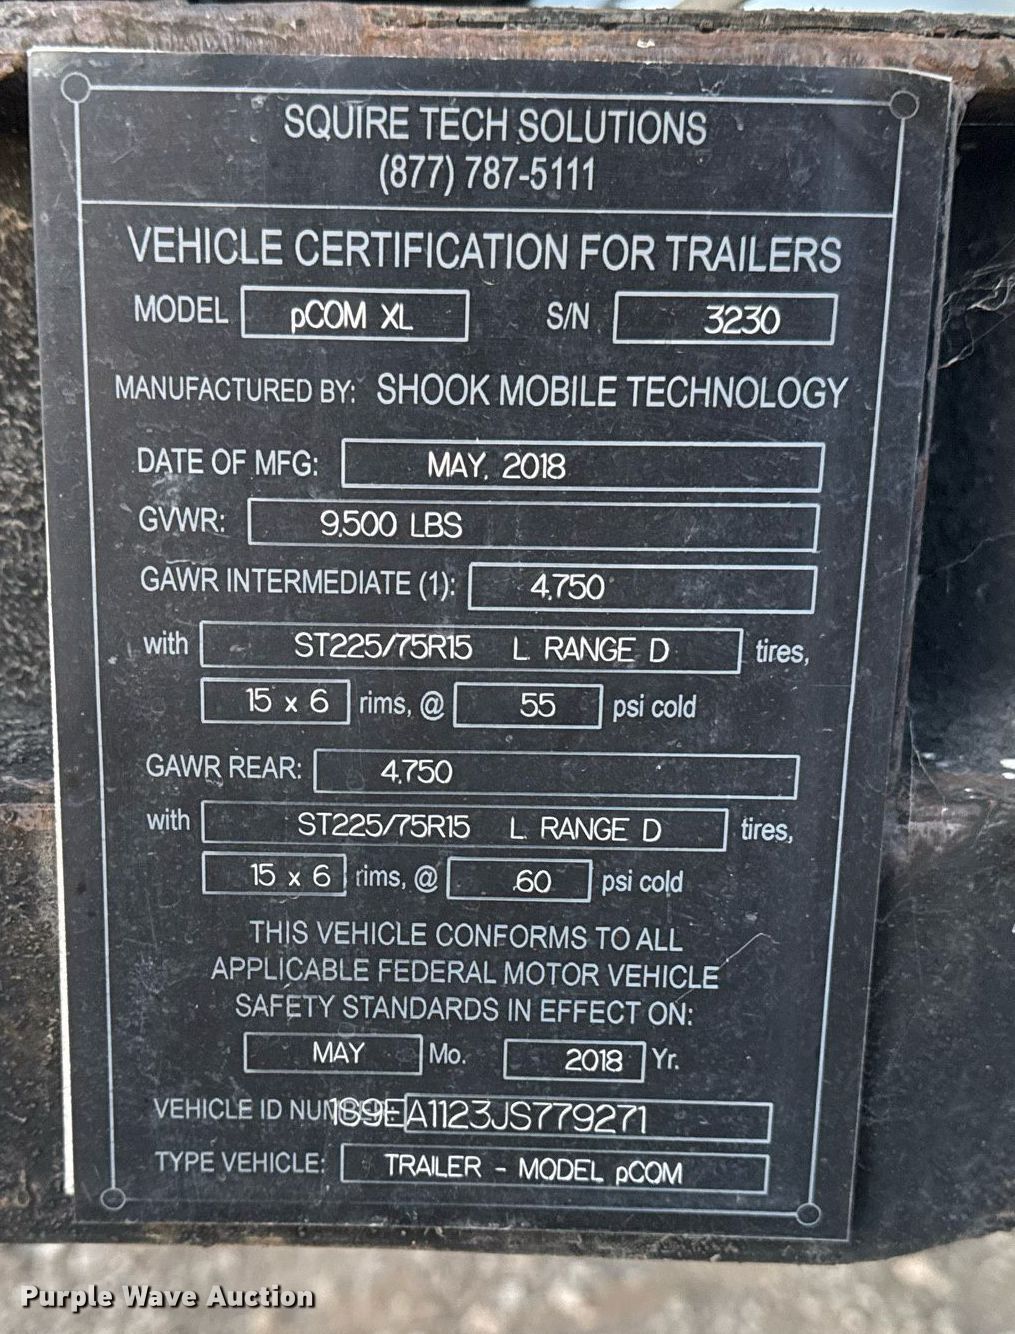 SQUIRE TECH SOLUTIONS
(877) 787-5111
VEHICLE CERTIFICATION FOR TRAILERS
MODEL pCOM XL S/N 3230
MANUFACTURED BY: SHOOK MOBILE TECHNOLOGY
DATE OF MFG: MAY, 2018
GVWR: 9,500 LBS
GAWR INTERMEDIATE (1): 4,750
with ST225/75R15 L RANGE D tires,
15 x 6 rims, @ 55 psi cold
GAWR REAR: 4,750
with ST225/75R15 L RANGE D tires,
15 x 6 rims, @ 60 psi cold
THIS VEHICLE CONFORMS TO ALL
APPLICABLE FEDERAL MOTOR VEHICLE
SAFETY STANDARDS IN EFFECT ON:
MAY Mo. 2018 Yr.
VEHICLE ID NUMBER: 1S9EA1123JS779271
TYPE VEHICLE: TRAILER - MODEL pCOM
Purple Wave Auction